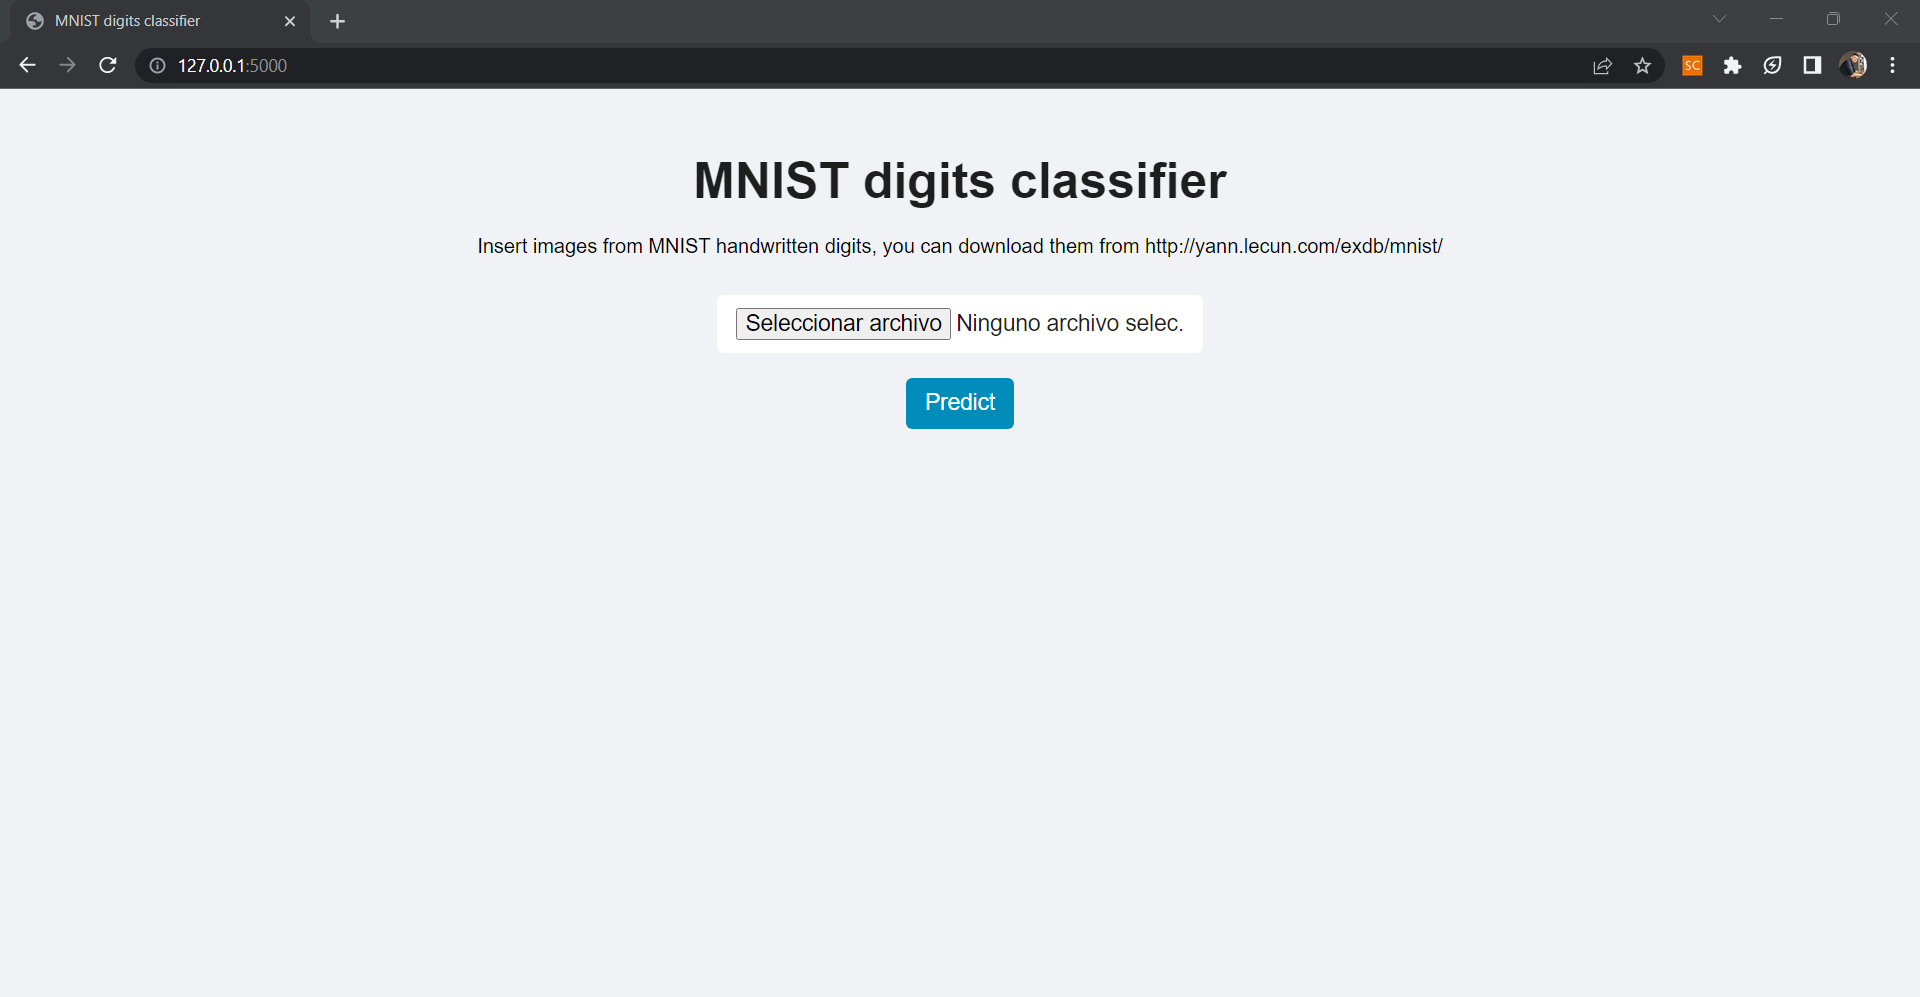 MNIST digits classifier
127.0.0.1:5000
SC
MNIST digits classifier
Insert images from MNIST handwritten digits, you can download them from http://yann.lecun.com/exdb/mnist/
Seleccionar archivo Ninguno archivo selec.
Predict